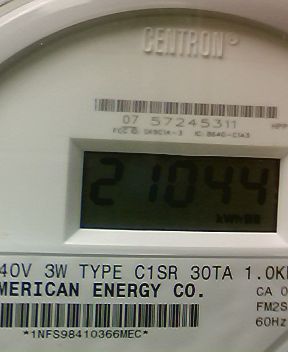 CENTRON®
07 57245311
21044
40V 3W TYPE C1SR 30TA 1.0K
MERICAN ENERGY CO.
CA 0
FM2S
60Hz
*1NFS98410366MEC*